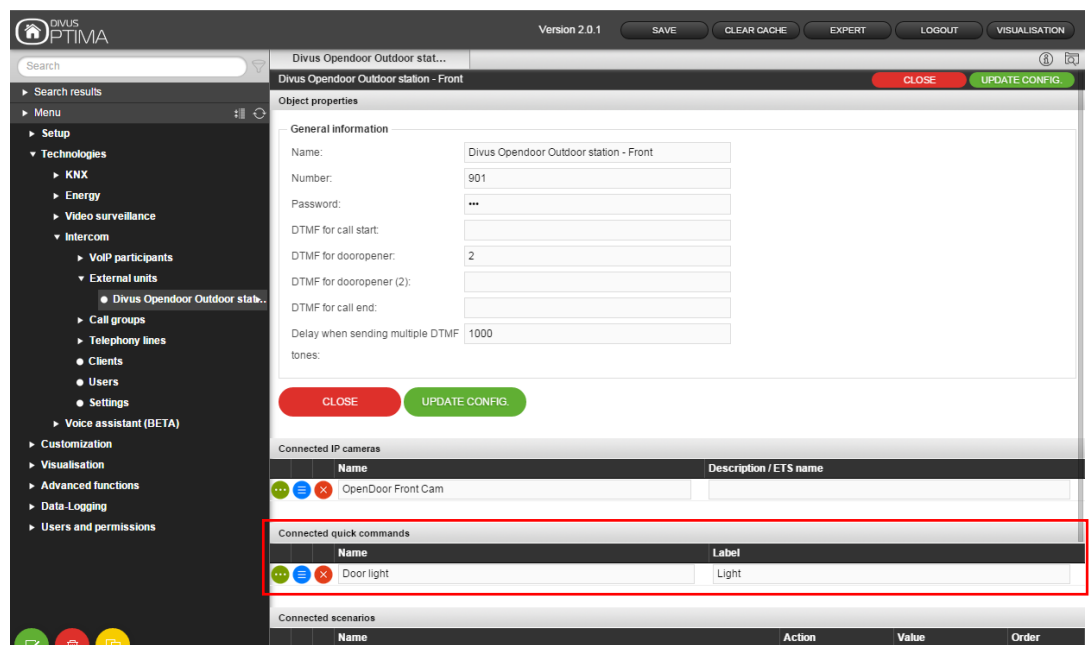 DIVUS
OPTIMA
Version 2.0.1
SAVE
CLEAR CACHE
EXPERT
LOGOUT
VISUALISATION
Search
Divus Opendoor Outdoor stat...
Search results
Divus Opendoor Outdoor station - Front
CLOSE
UPDATE CONFIG.
Menu
Setup
Technologies
KNX
Energy
Video surveillance
Intercom
VoIP participants
External units
Divus Opendoor Outdoor stati...
Call groups
Telephony lines
Clients
Users
Settings
Voice assistant (BETA)
Customization
Visualisation
Advanced functions
Data-Logging
Users and permissions
Object properties
General information
Name: Divus Opendoor Outdoor station - Front
Number: 901
Password: •••
DTMF for call start:
DTMF for dooropener: 2
DTMF for dooropener (2):
DTMF for call end:
Delay when sending multiple DTMF 1000
tones:
CLOSE
UPDATE CONFIG.
Connected IP cameras
Name Description / ETS name
OpenDoor Front Cam
Connected quick commands
Name Label
Door light Light
Connected scenarios
Name Action Value Order